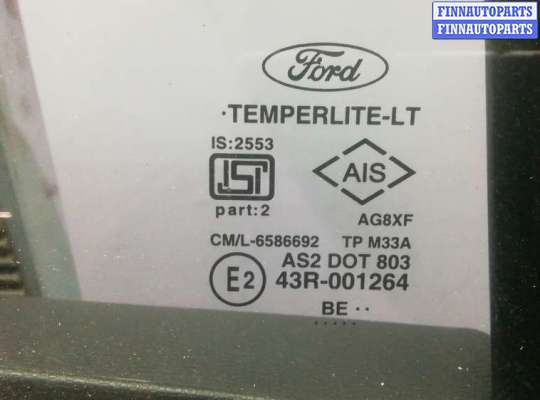 FINNAUTOPARTS
FINNAUTOPARTS
Ford
·TEMPERLITE-LT
IS:2553
ISI
AIS
part:2
AG8XF
CM/L-6586692 TP M33A
AS2 DOT 803
E2 43R-001264
BE ··
·····